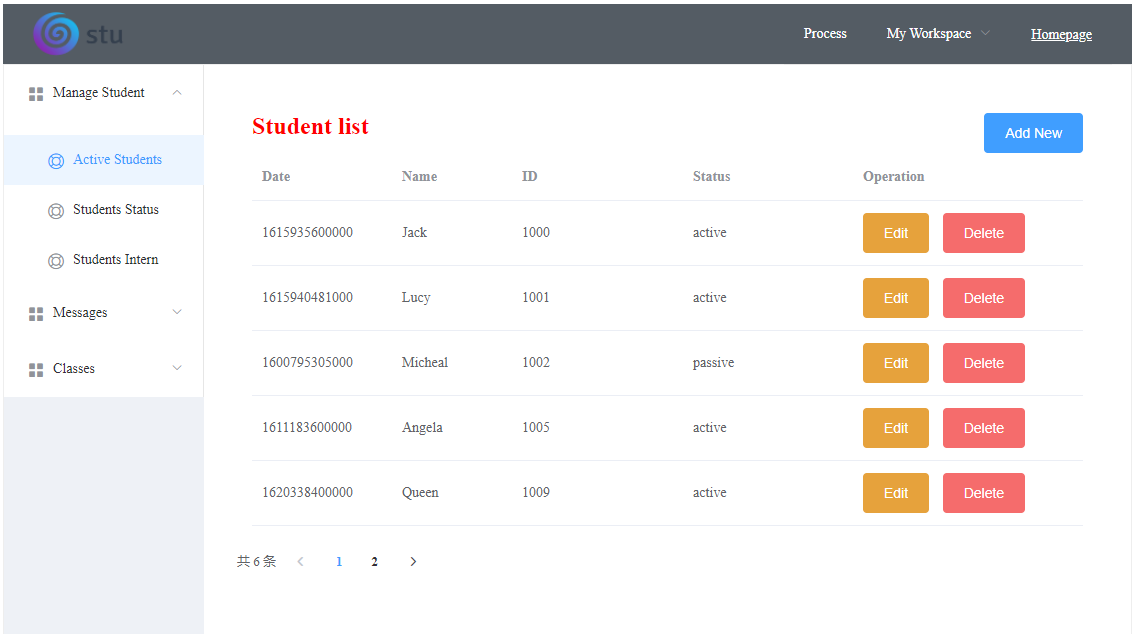 stu
Process My Workspace Homepage
Manage Student
Active Students
Students Status
Students Intern
Messages
Classes
Student list
Add New
Date Name ID Status Operation
1615935600000 Jack 1000 active Edit Delete
1615940481000 Lucy 1001 active Edit Delete
1600795305000 Micheal 1002 passive Edit Delete
1611183600000 Angela 1005 active Edit Delete
1620338400000 Queen 1009 active Edit Delete
共 6 条 1 2